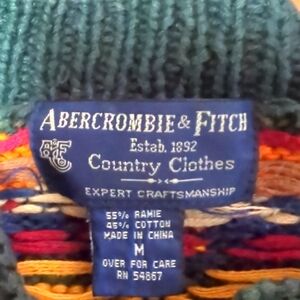 ABERCROMBIE & FITCH
Estab. 1892
A&F
Country Clothes
EXPERT CRAFTSMANSHIP
55% RAMIE
45% COTTON
MADE IN CHINA
M
OVER FOR CARE
RN 54867